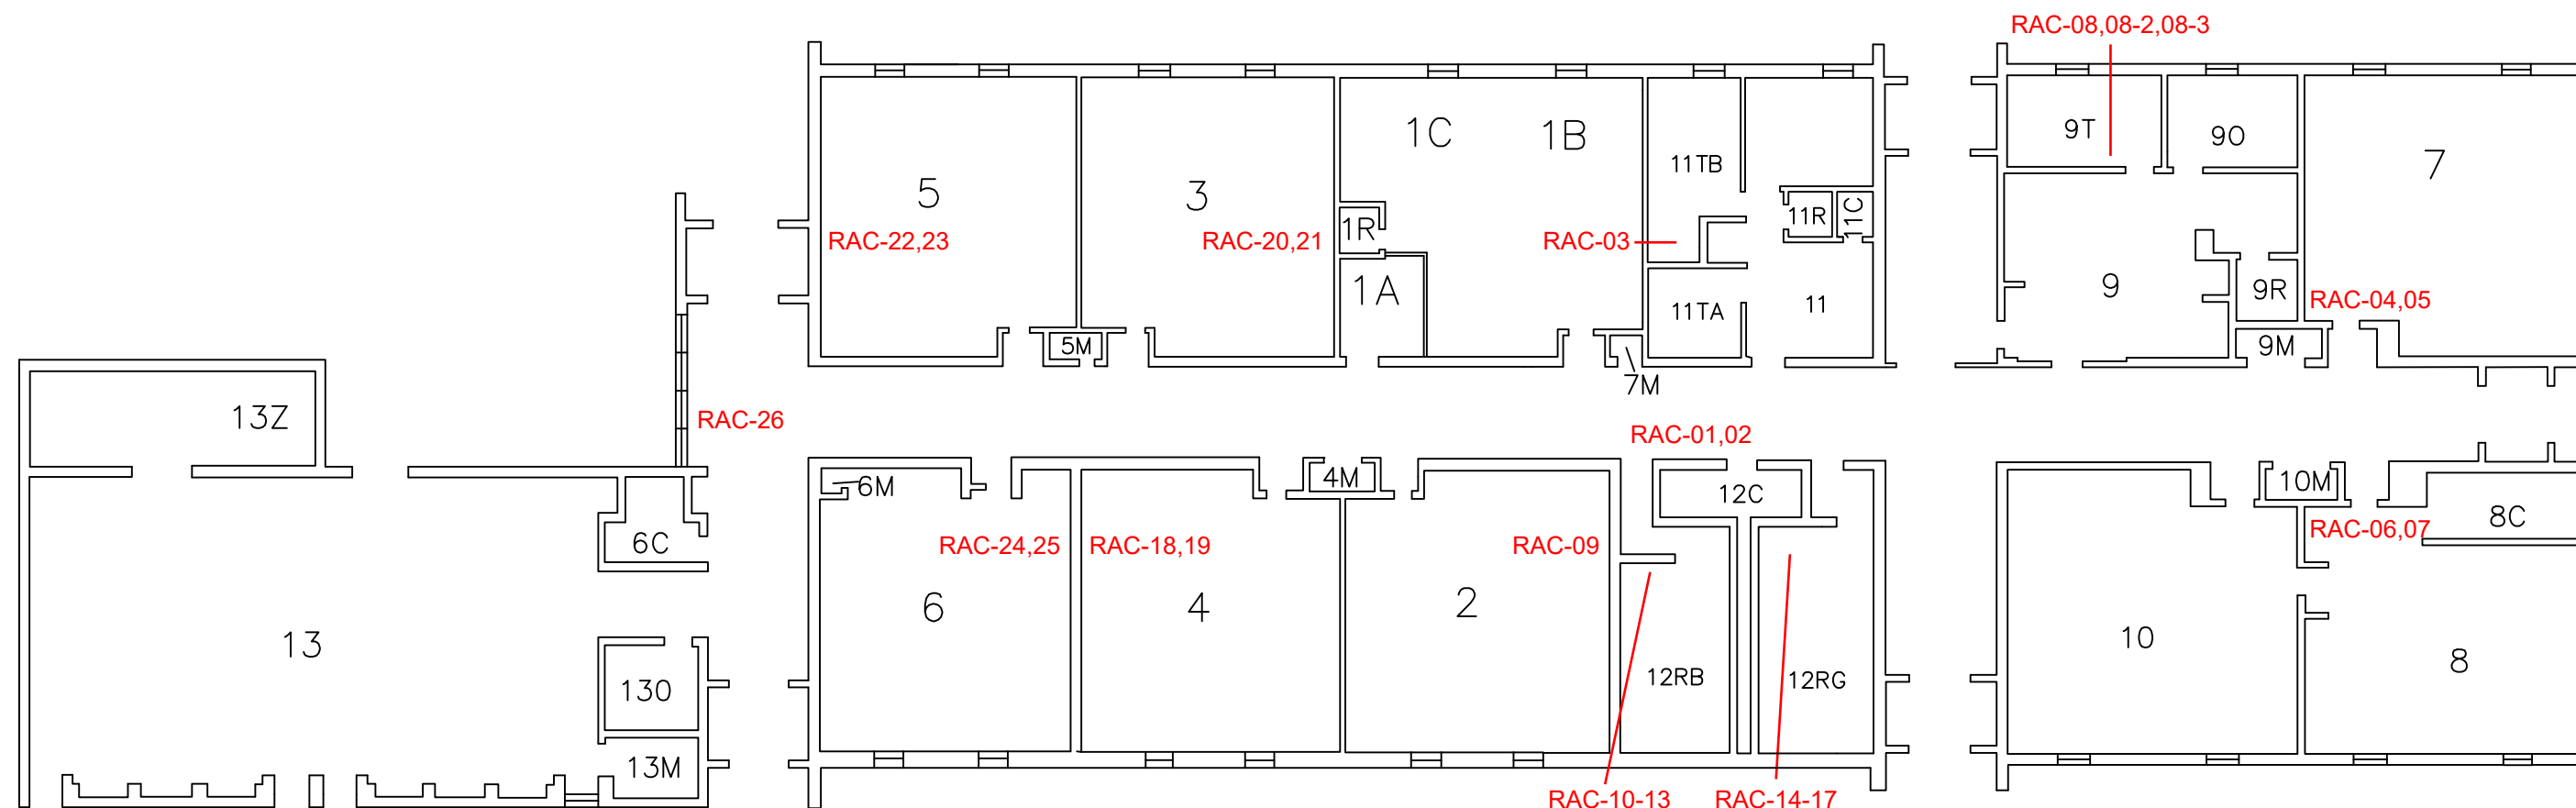 RAC-08,08-2,08-3
1C
1B
9T
9O
7
11TB
5
3
11R
11C
1R
RAC-22,23
RAC-20,21
RAC-03
1A
9
9R
RAC-04,05
11TA
11
5M
9M
7M
13Z
RAC-26
RAC-01,02
6M
4M
12C
10M
8C
RAC-06,07
6C
RAC-24,25
RAC-18,19
RAC-09
6
4
2
13
10
8
13O
12RB
12RG
13M
RAC-10-13
RAC-14-17